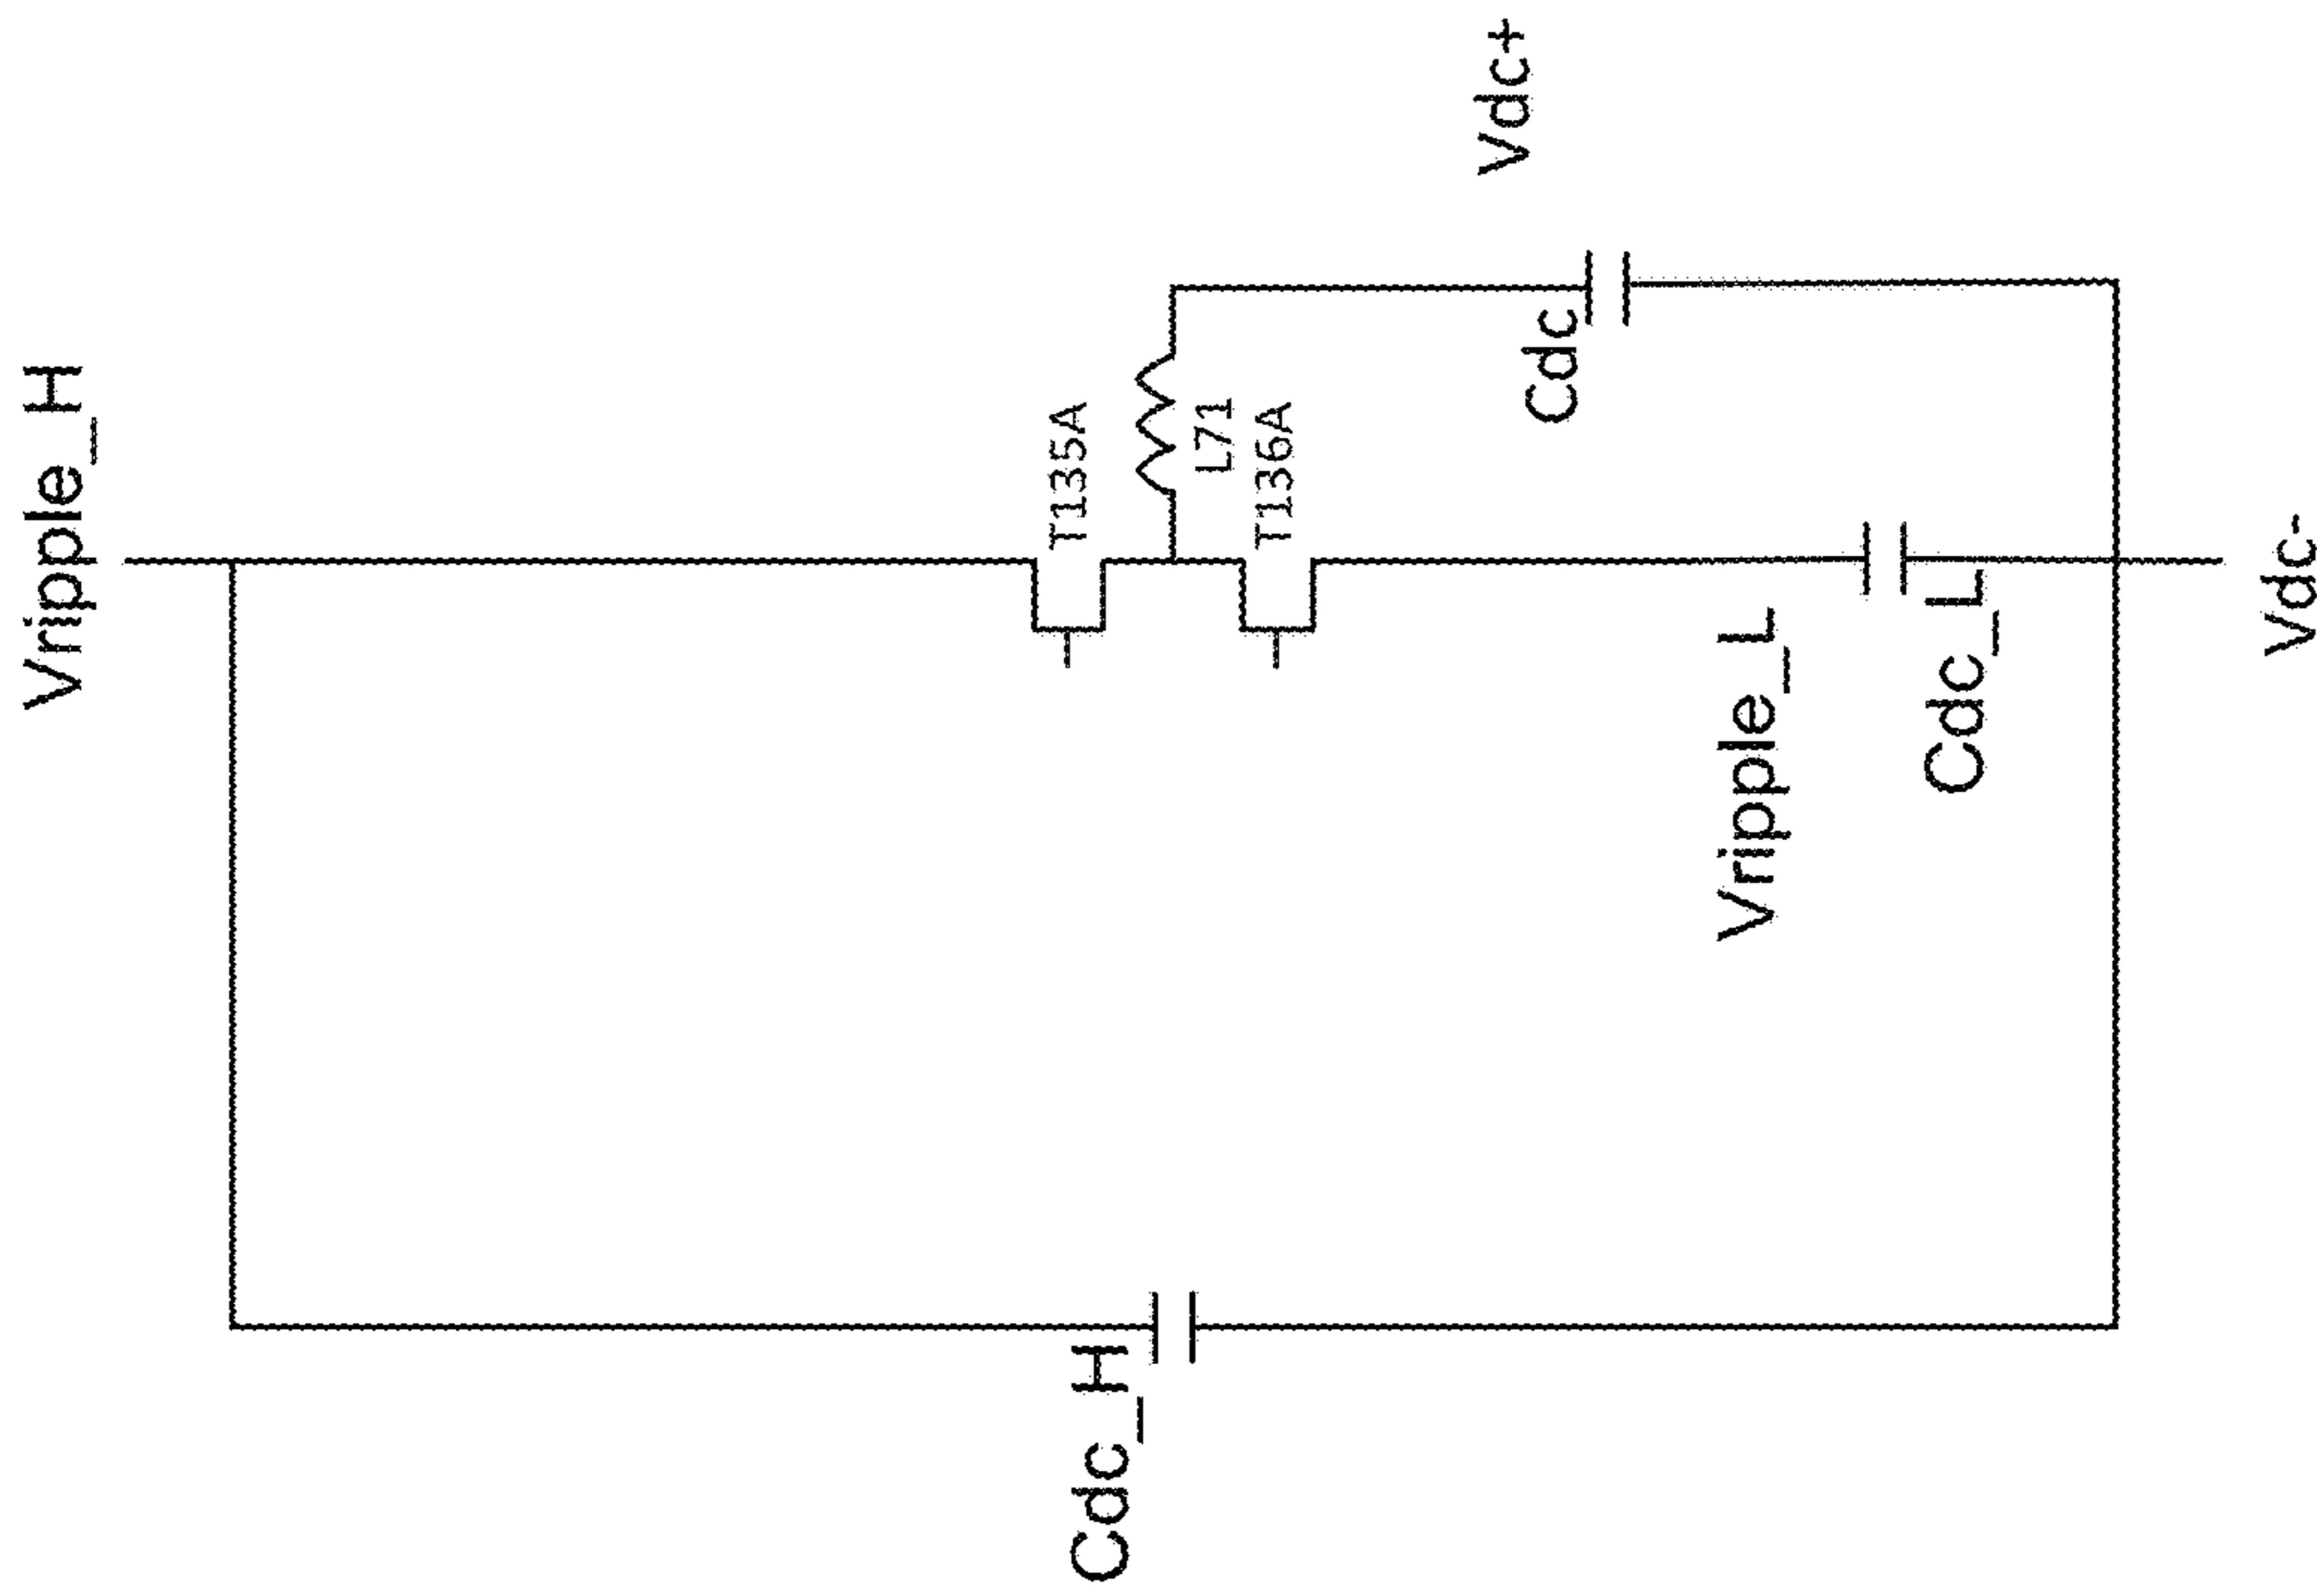 Vripple_H
Vdc+
T135A
L71
T136A
Cdc
Vripple_L
Cdc_L
Cdc_H
Vdc-